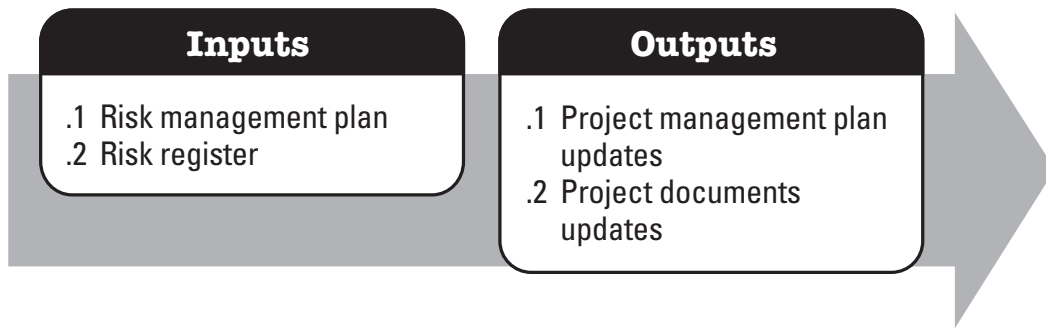 Inputs
.1 Risk management plan
.2 Risk register
Outputs
.1 Project management plan
updates
.2 Project documents
updates